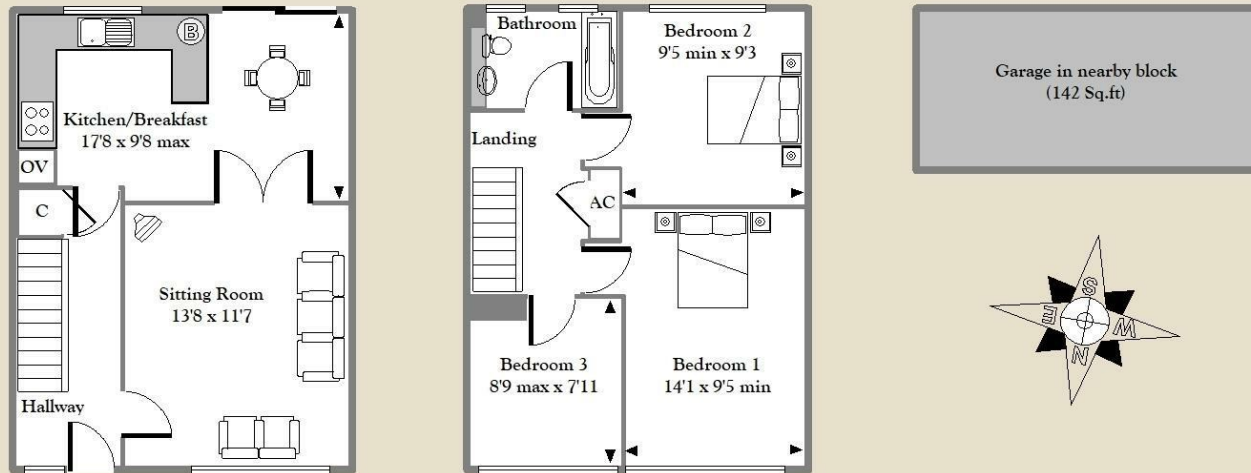 B
Kitchen/Breakfast
17'8 x 9'8 max
OV
C
Sitting Room
13'8 x 11'7
Hallway
Bathroom
Bedroom 2
9'5 min x 9'3
Landing
AC
Bedroom 3
8'9 max x 7'11
Bedroom 1
14'1 x 9'5 min
Garage in nearby block
(142 Sq.ft)
S
E
W
N